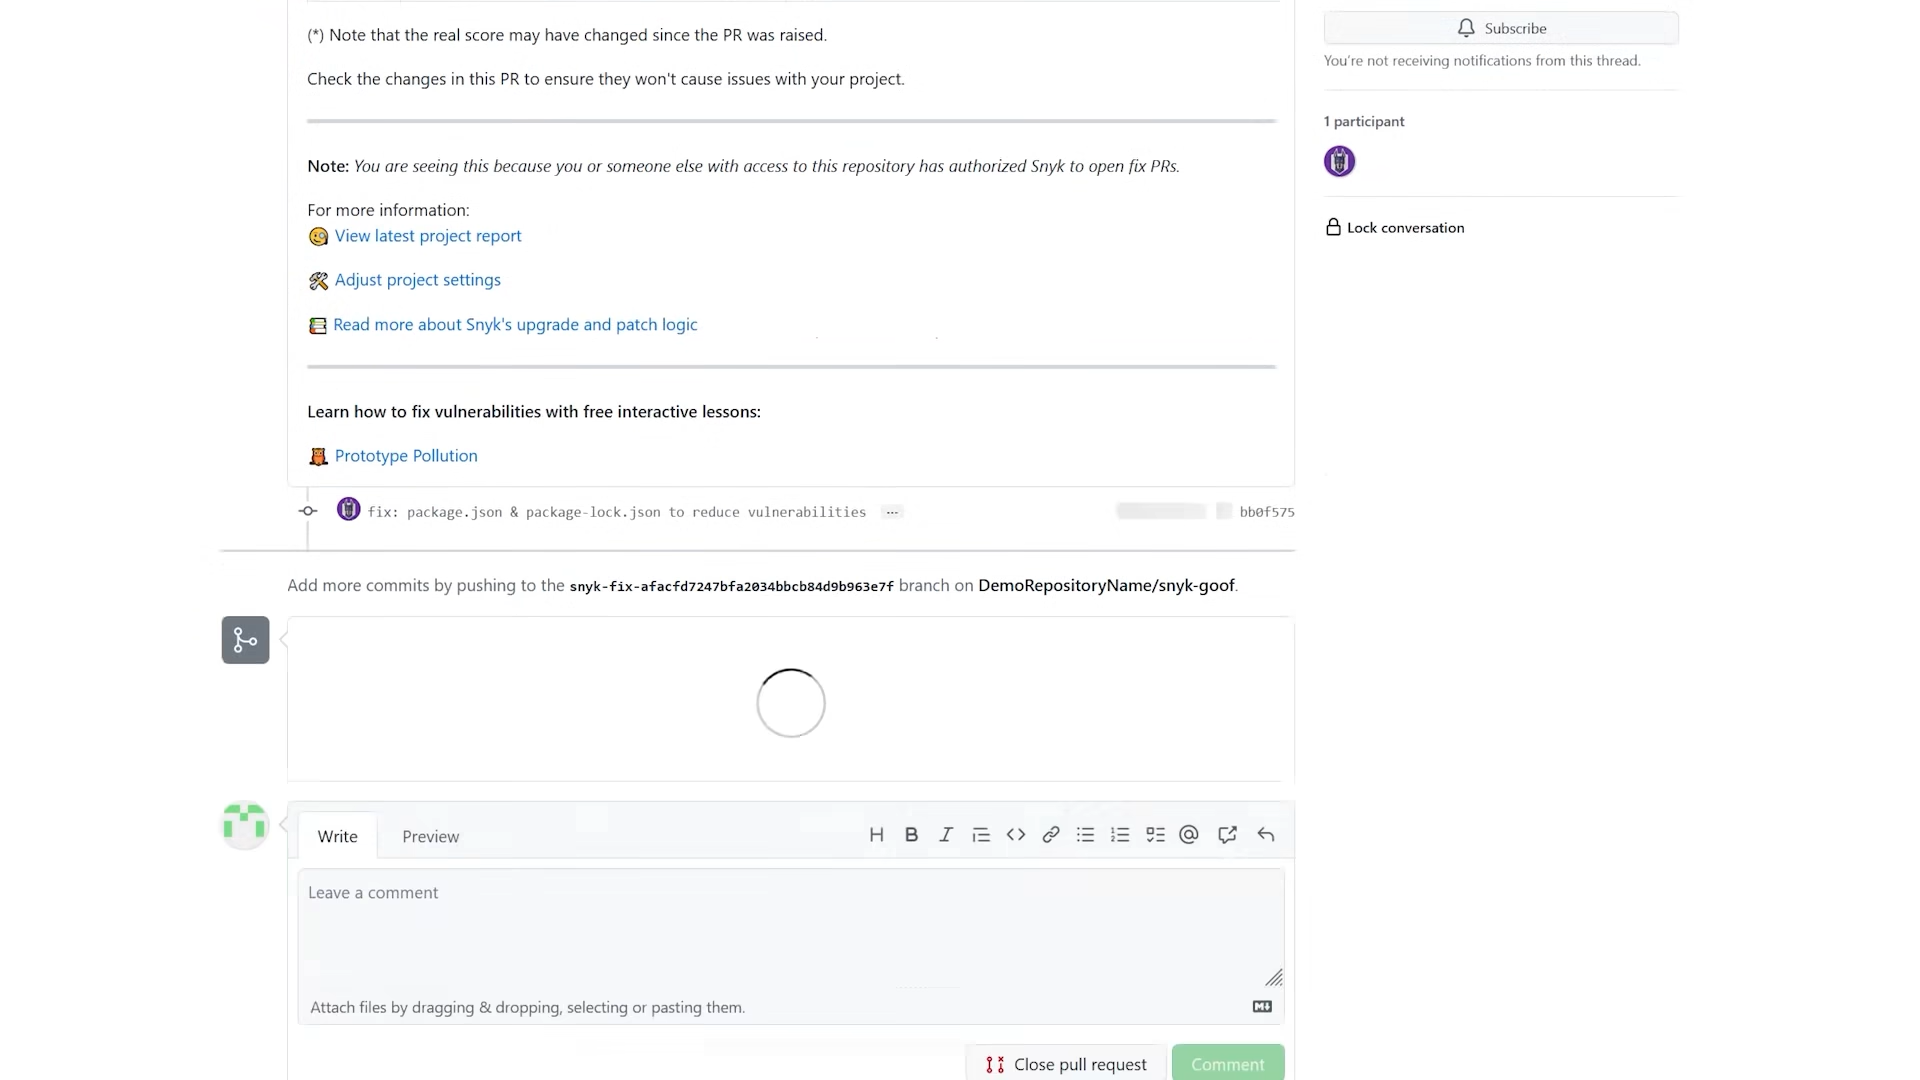 (*) Note that the real score may have changed since the PR was raised.
Check the changes in this PR to ensure they won't cause issues with your project.
Note: You are seeing this because you or someone else with access to this repository has authorized Snyk to open fix PRs.
For more information:
View latest project report
Adjust project settings
Read more about Snyk's upgrade and patch logic
Learn how to fix vulnerabilities with free interactive lessons:
Prototype Pollution
fix: package.json & package-lock.json to reduce vulnerabilities ...
bb0f575
Add more commits by pushing to the snyk-fix-afacfd7247bfa2034bbcb84d9b963e7f branch on DemoRepositoryName/snyk-goof.
Write
Preview
Leave a comment
Attach files by dragging & dropping, selecting or pasting them.
Close pull request
Comment
Subscribe
You're not receiving notifications from this thread.
1 participant
Lock conversation